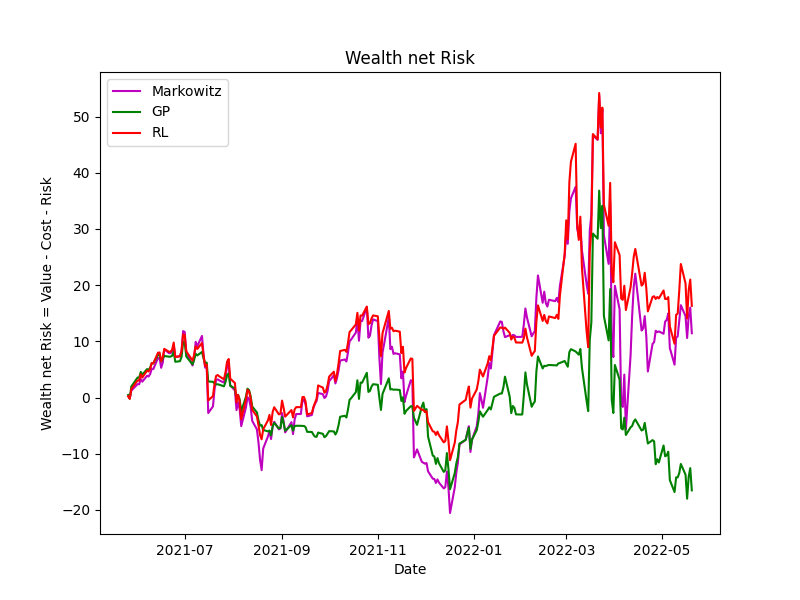 Wealth net Risk
Markowitz
GP
RL
Wealth net Risk = Value - Cost - Risk
50
40
30
20
10
0
−10
−20
2021-07
2021-09
2021-11
2022-01
2022-03
2022-05
Date